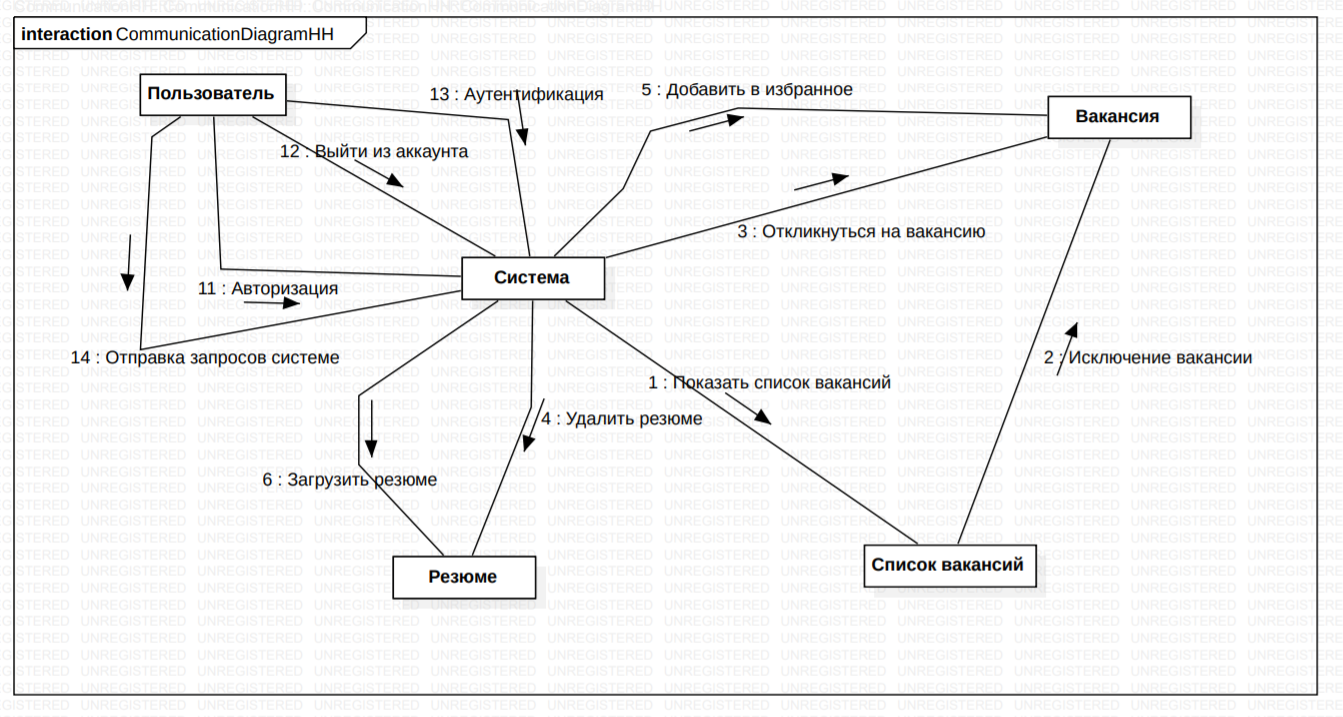 interaction CommunicationDiagramHH
Пользователь
13 : Аутентификация
5 : Добавить в избранное
Вакансия
12 : Выйти из аккаунта
3 : Откликнуться на вакансию
Система
11 : Авторизация
14 : Отправка запросов системе
2 : Исключение вакансии
1 : Показать список вакансий
4 : Удалить резюме
6 : Загрузить резюме
Список вакансий
Резюме
UNREGISTERED